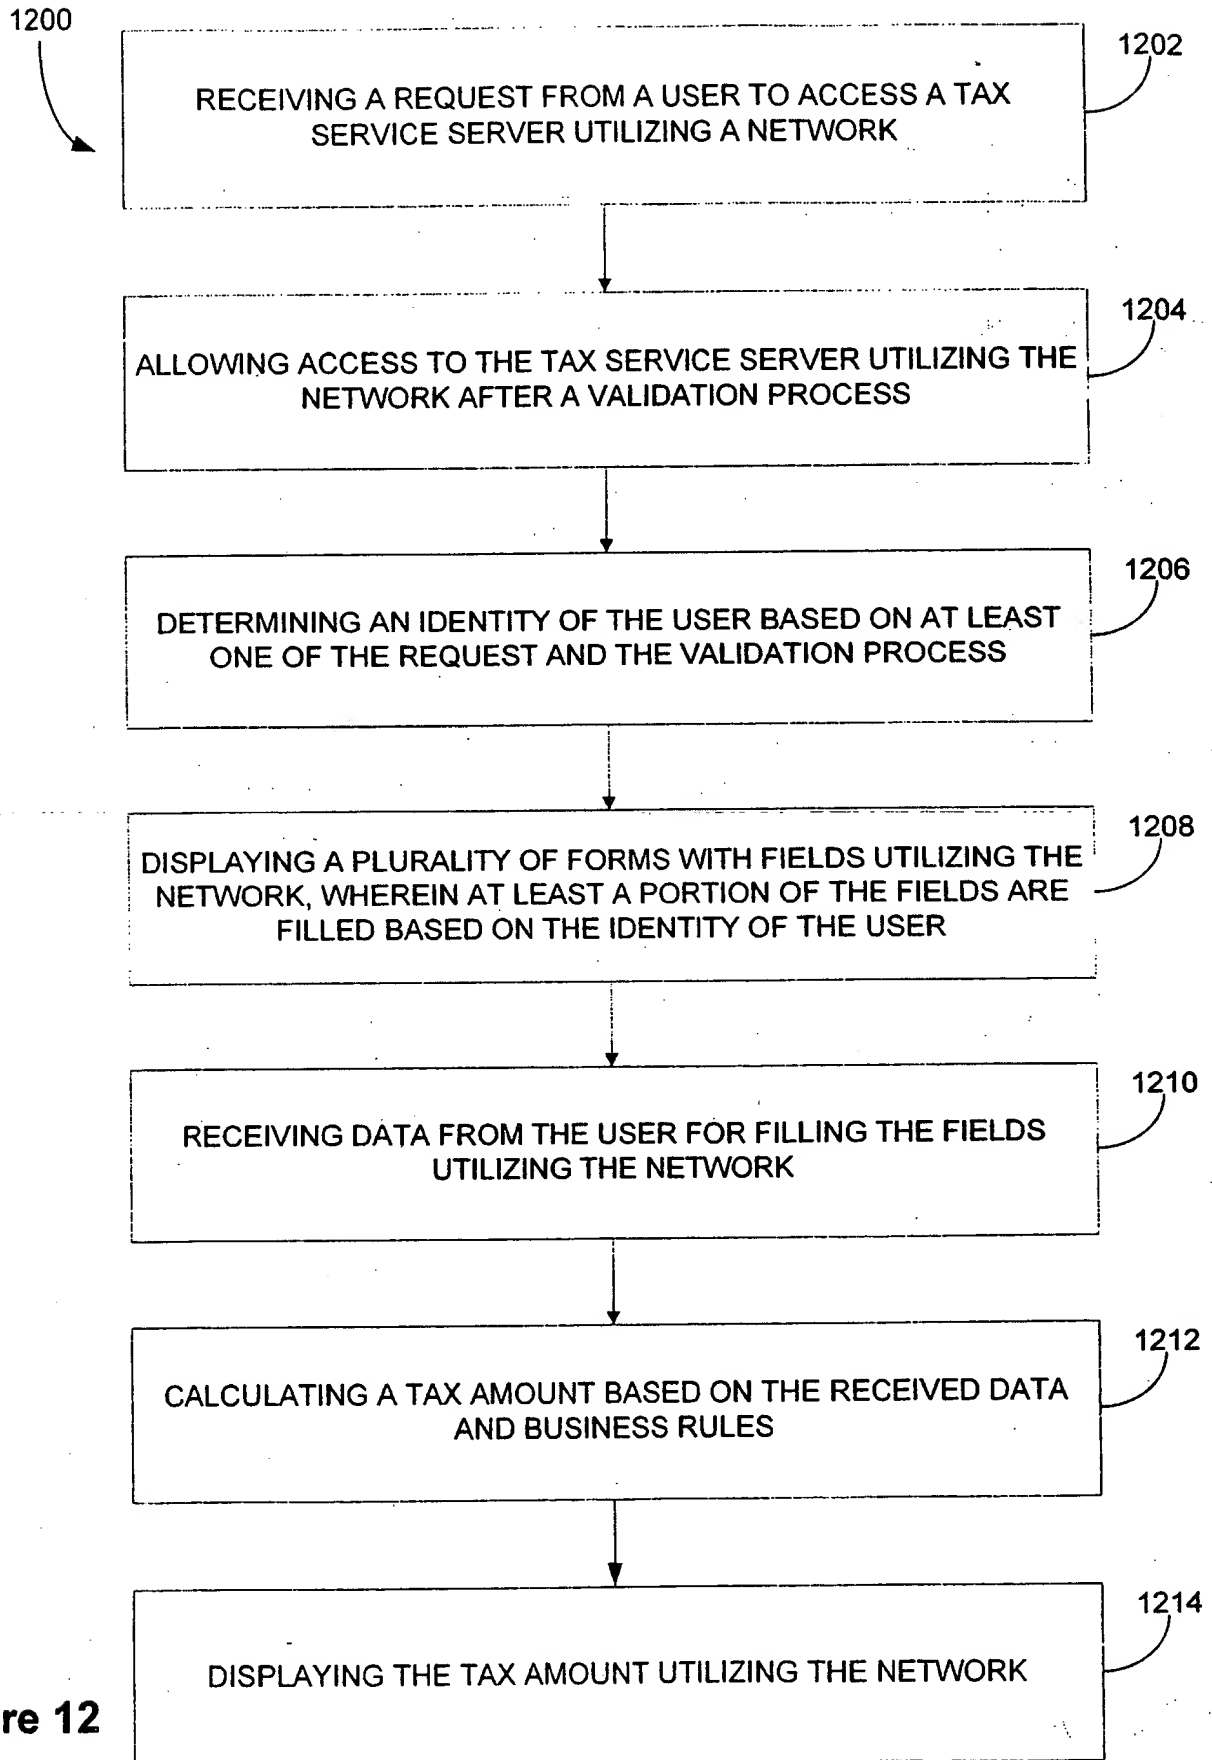 1200
1202
RECEIVING A REQUEST FROM A USER TO ACCESS A TAX
SERVICE SERVER UTILIZING A NETWORK
1204
ALLOWING ACCESS TO THE TAX SERVICE SERVER UTILIZING THE
NETWORK AFTER A VALIDATION PROCESS
1206
DETERMINING AN IDENTITY OF THE USER BASED ON AT LEAST
ONE OF THE REQUEST AND THE VALIDATION PROCESS
1208
DISPLAYING A PLURALITY OF FORMS WITH FIELDS UTILIZING THE
NETWORK, WHEREIN AT LEAST A PORTION OF THE FIELDS ARE
FILLED BASED ON THE IDENTITY OF THE USER
1210
RECEIVING DATA FROM THE USER FOR FILLING THE FIELDS
UTILIZING THE NETWORK
1212
CALCULATING A TAX AMOUNT BASED ON THE RECEIVED DATA
AND BUSINESS RULES
1214
DISPLAYING THE TAX AMOUNT UTILIZING THE NETWORK
re 12